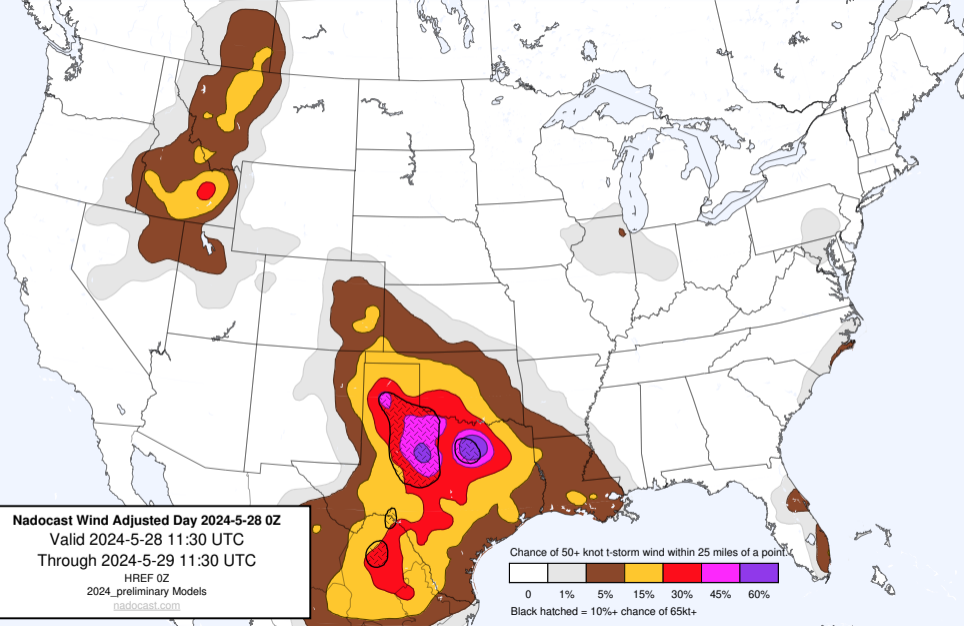 Nadocast Wind Adjusted Day 2024-5-28 0Z
Valid 2024-5-28 11:30 UTC
Through 2024-5-29 11:30 UTC
HREF 0Z
2024_preliminary Models
nadocast.com
Chance of 50+ knot t-storm wind within 25 miles of a point.
0 1% 5% 15% 30% 45% 60%
Black hatched = 10%+ chance of 65kt+